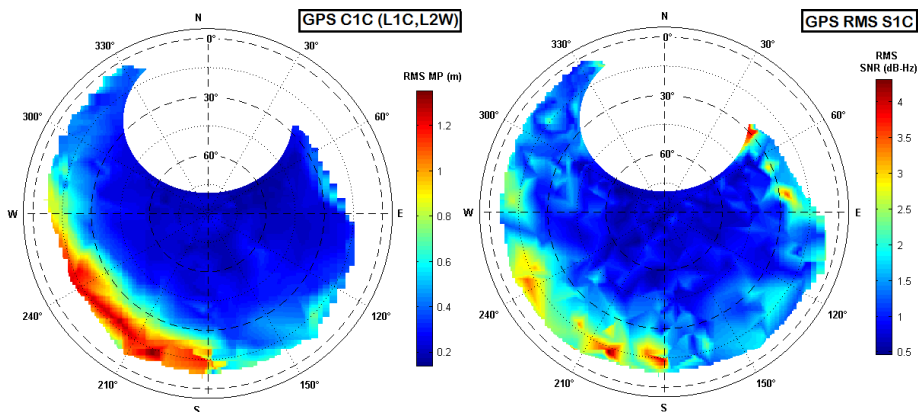 GPS C1C (L1C,L2W)
N
0°
330°
30°
30°
300°
60°
60°
W
E
240°
120°
210°
150°
S
RMS MP (m)
1.2
1
0.8
0.6
0.4
0.2
GPS RMS S1C
N
0°
330°
30°
30°
300°
60°
60°
W
E
240°
120°
210°
150°
S
RMS
SNR (dB-Hz)
4
3.5
3
2.5
2
1.5
1
0.5